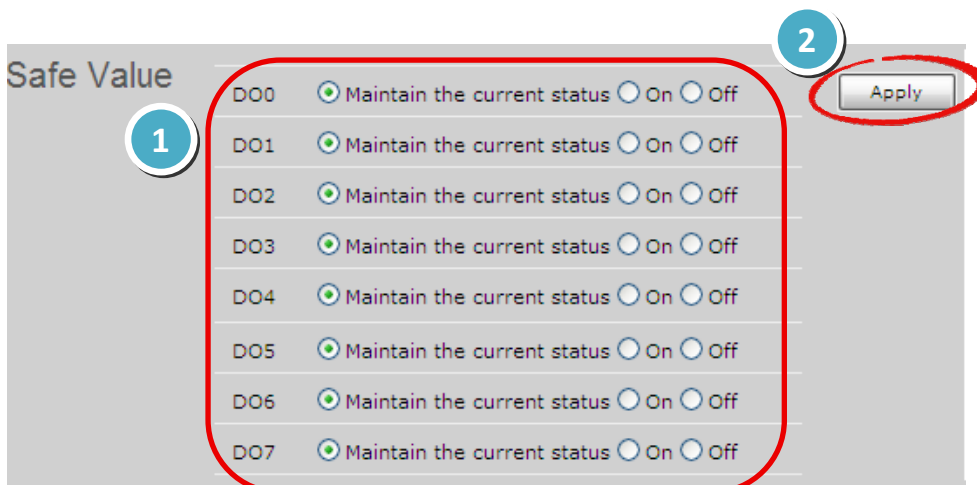 2
Safe Value
Apply
1
DO0 Maintain the current status On Off
DO1 Maintain the current status On Off
DO2 Maintain the current status On Off
DO3 Maintain the current status On Off
DO4 Maintain the current status On Off
DO5 Maintain the current status On Off
DO6 Maintain the current status On Off
DO7 Maintain the current status On Off